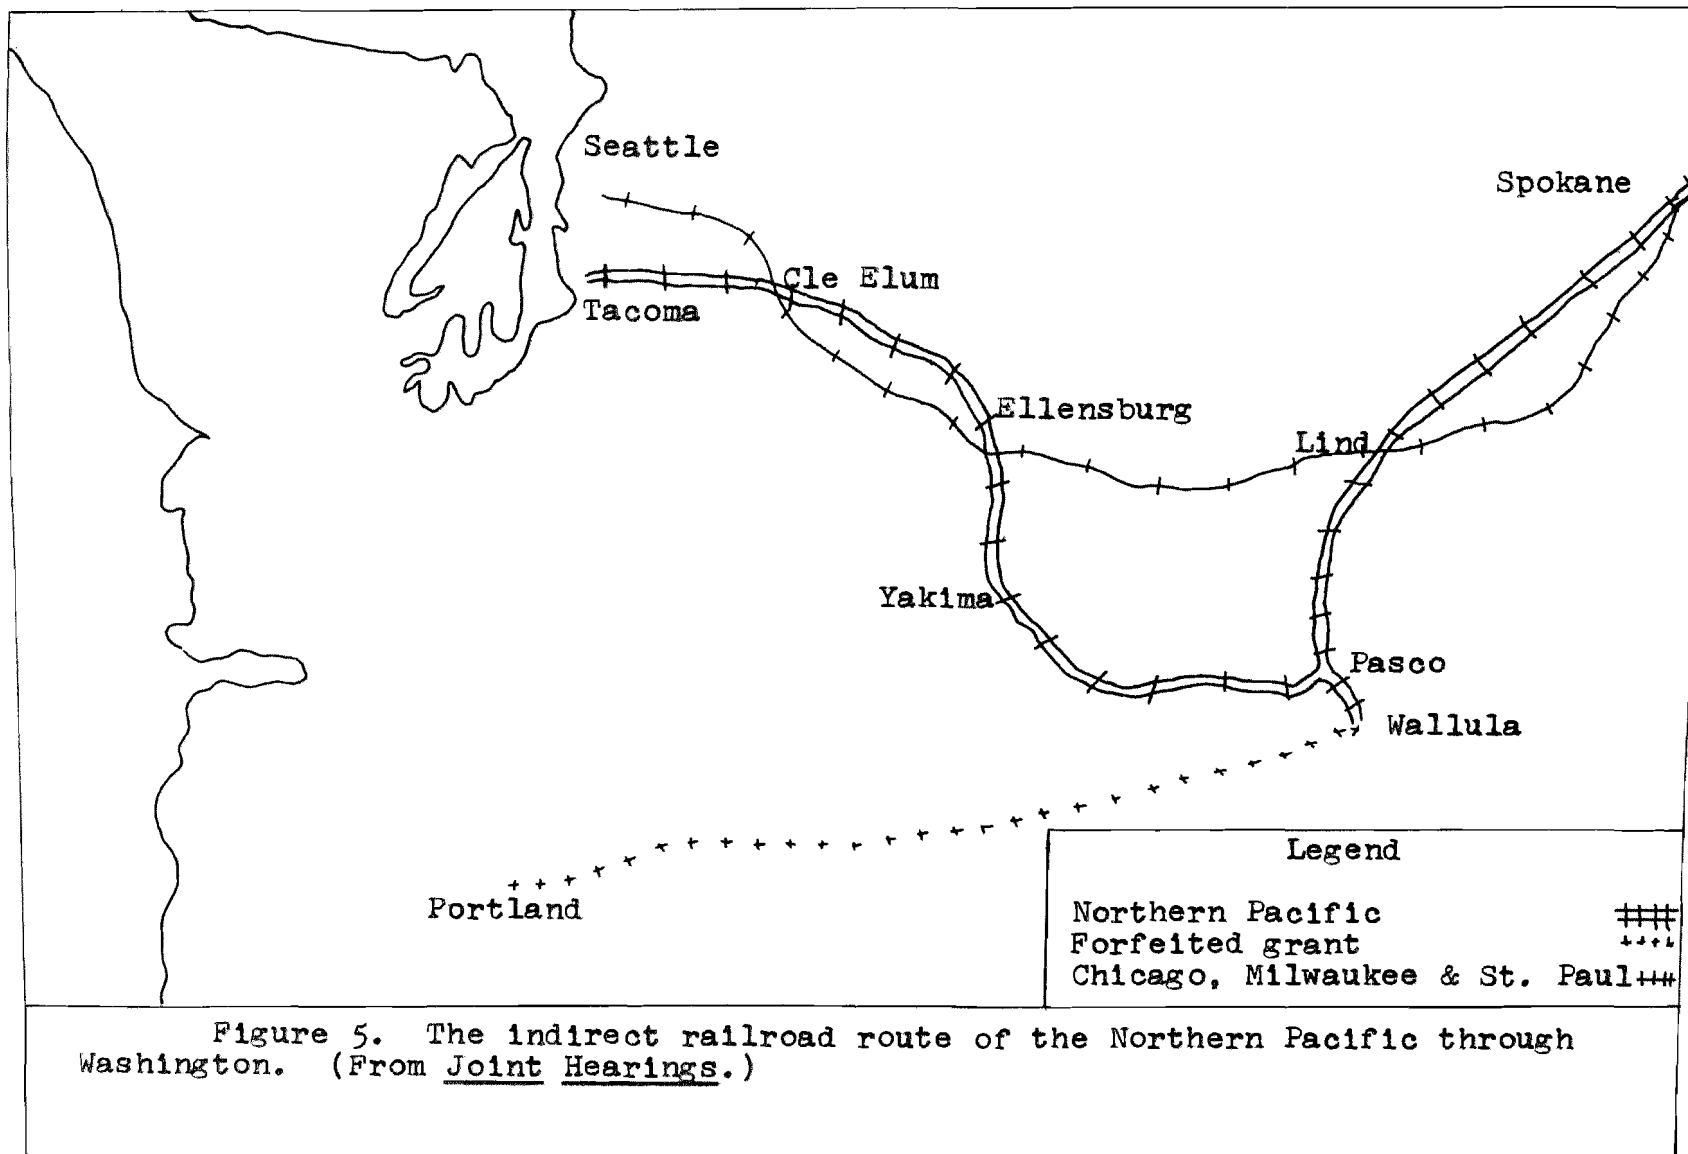 Seattle
Spokane
Cle Elum
Tacoma
Ellensburg
Lind
Yakima
Pasco
Wallula
Portland
Legend
Northern Pacific
Forfeited grant
Chicago, Milwaukee & St. Paul
Figure 5. The indirect railroad route of the Northern Pacific through
Washington. (From Joint Hearings.)